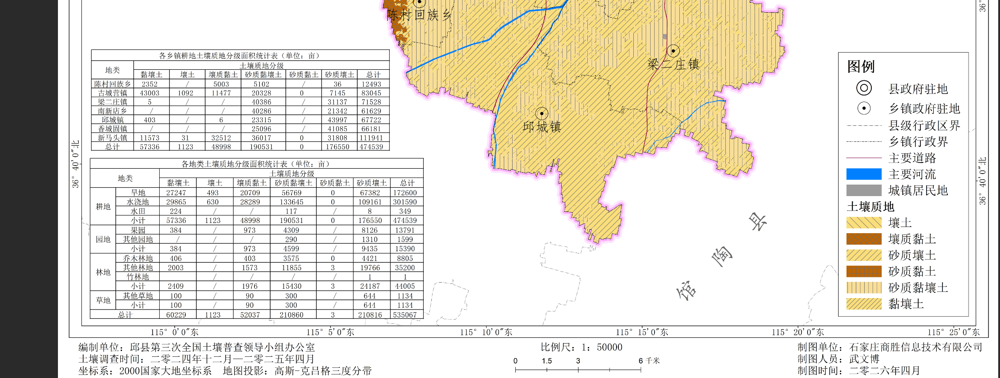 36°
陈村回族乡
梁二庄镇
邱城镇
各乡镇耕地土壤质地分级面积统计表（单位：亩）
地类 土壤质地分级
黏壤土 壤土 壤质黏土 砂质黏壤土 砂质黏土 砂质壤土 总计
陈村回族乡 2352 / 5003 5102 / 36 12493
古城营镇 43003 1092 11477 20328 0 7145 83045
梁二庄镇 5 / / 40386 / 31137 71528
南新店乡 / / / 40286 / 21342 61629
邱城镇 403 / 6 23315 / 43997 67722
香城固镇 / / / 25096 / 41085 66181
新马头镇 11573 31 32512 36017 0 31808 111941
总计 57336 1123 48998 190531 0 176550 474539
各地类土壤质地分级面积统计表（单位：亩）
地类 土壤质地分级
黏壤土 壤土 壤质黏土 砂质黏壤土 砂质黏土 砂质壤土 总计
耕地 旱地 27247 493 20709 56769 0 67382 172600
水浇地 29865 630 28289 133645 0 109161 301590
水田 224 / / 117 / 8 349
小计 57336 1123 48998 190531 0 176550 474539
园地 果园 384 / 973 4309 / 8126 13791
其他园地 / / / 290 / 1310 1599
小计 384 / 973 4599 / 9435 15390
林地 乔木林地 406 / 403 3575 0 4421 8805
其他林地 2003 / 1573 11855 3 19766 35200
竹林地 / / / / 1 1
小计 2409 / 1976 15430 3 24187 44005
草地 其他草地 100 / 90 300 / 644 1134
小计 100 / 90 300 / 644 1134
总计 60229 1123 52037 210860 3 210816 535067
36° 40′ 0″北
36° 40′ 0″北
馆陶县
图例
县政府驻地
乡镇政府驻地
县级行政区界
乡镇行政界
主要道路
主要河流
城镇居民地
土壤质地
壤土
壤质黏土
砂质壤土
砂质黏土
砂质黏壤土
黏壤土
115° 0′0″东 115° 5′0″东 115° 10′0″东 115° 15′0″东 115° 20′0″东 115° 25′0″东
编制单位：邱县第三次全国土壤普查领导小组办公室
土壤调查时间：二零二四年十二月—二零二五年四月
坐标系：2000国家大地坐标系 地图投影：高斯-克吕格三度分带
比例尺：1：50000
0 1.5 3 6 千米
制图单位：石家庄商胜信息技术有限公司
制图人员：武文博
制图时间：二零二六年四月